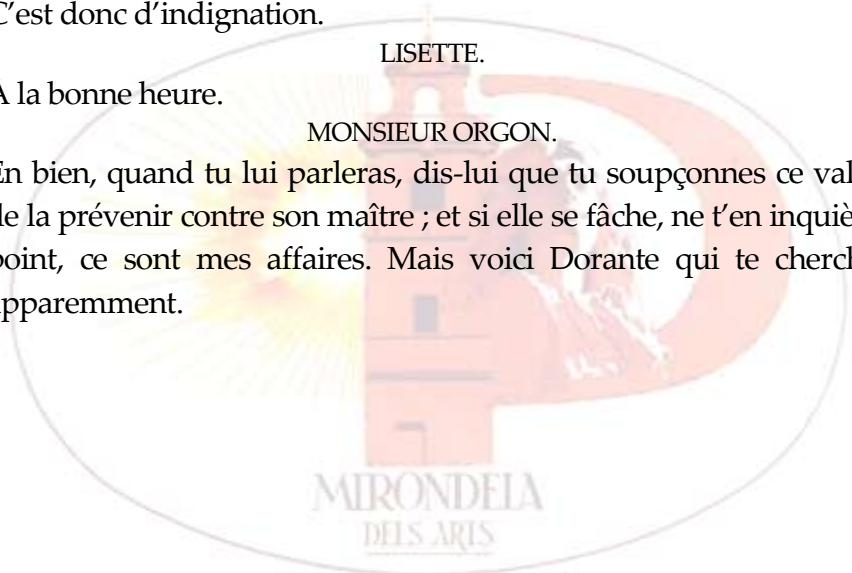 C’est donc d’indignation.
LISETTE.
À la bonne heure.
MONSIEUR ORGON.
En bien, quand tu lui parleras, dis-lui que tu soupçonnes ce val
de la prévenir contre son maître ; et si elle se fâche, ne t'en inquiè
point, ce sont mes affaires. Mais voici Dorante qui te cherch
apparemment.
MIRONDELA
DELS ARTS